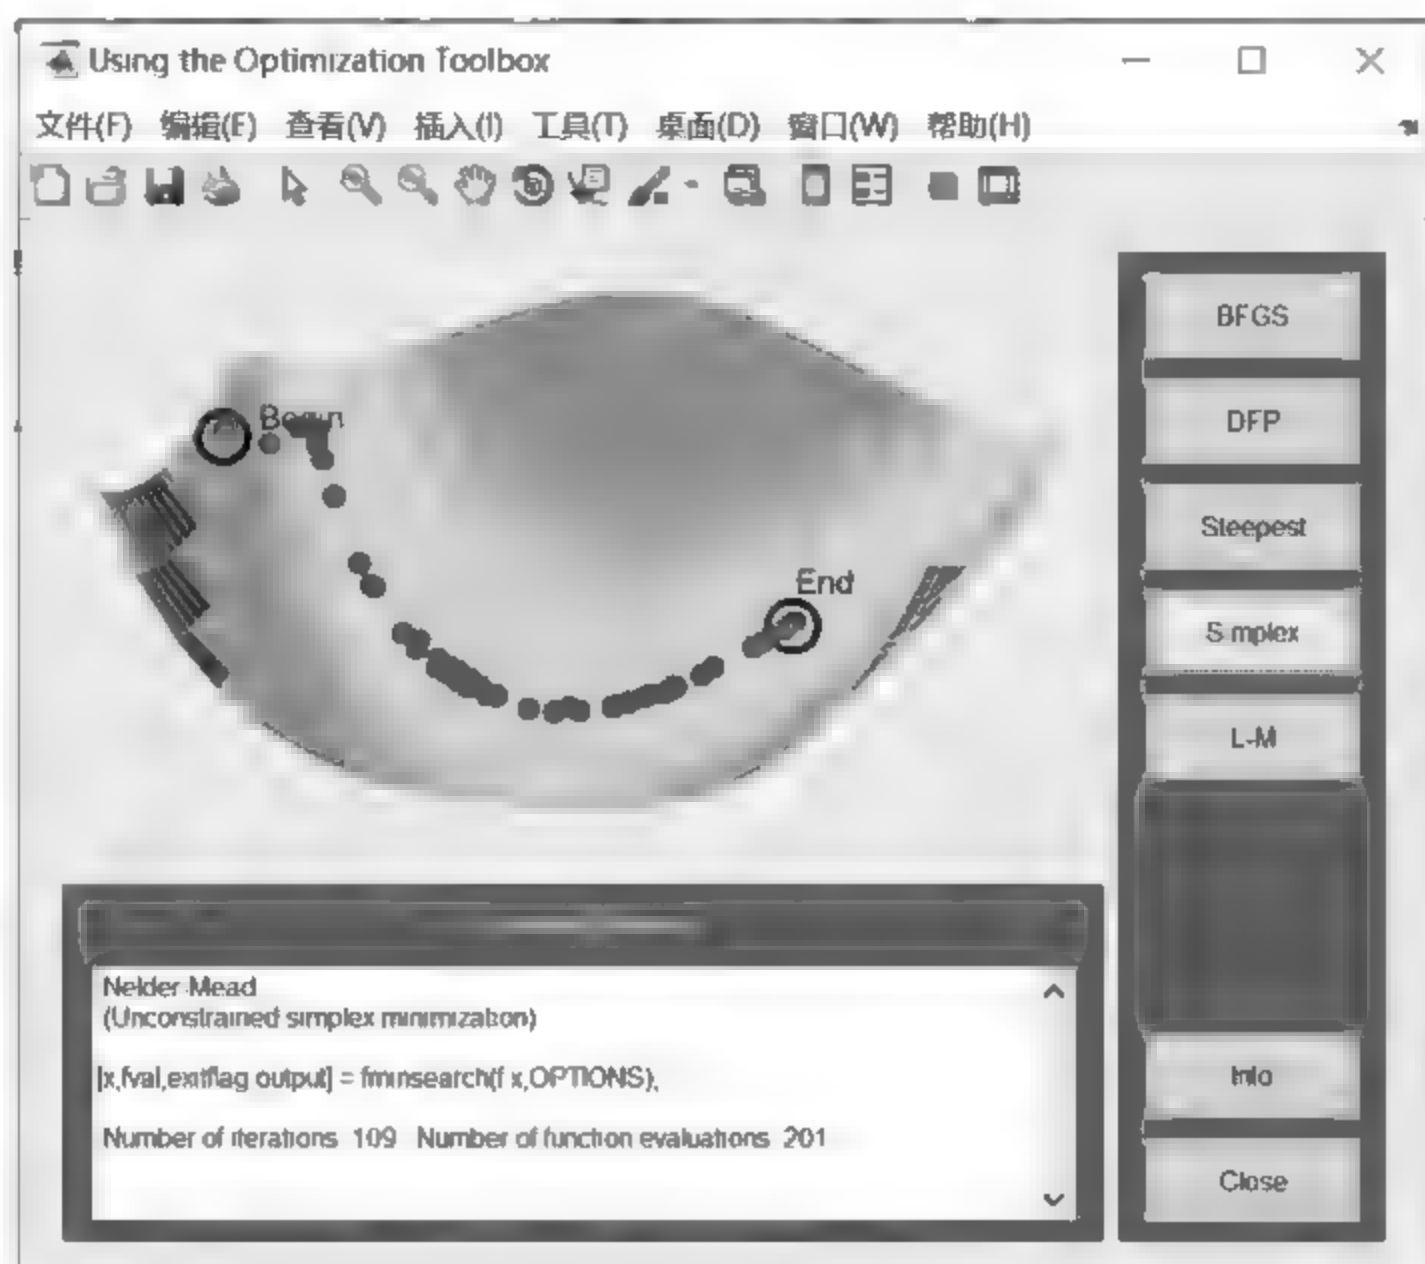 Using the Optimization Toolbox
文件(F) 编辑(E) 查看(V) 插入(I) 工具(T) 桌面(D) 窗口(W) 帮助(H)
Begin
End
BFGS
DFP
Steepest
Simplex
L-M
Info
Close
Nelder-Mead
(Unconstrained simplex minimization)
[x,fval,exitflag output] = fminsearch(f x,OPTIONS),
Number of iterations 109 Number of function evaluations 201